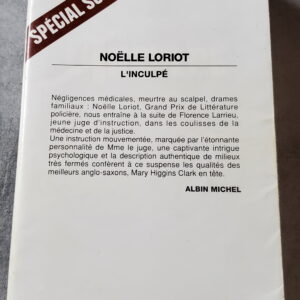 SPÉCIAL SU
NOËLLE LORIOT
L'INCULPÉ
Négligences médicales, meurtre au scalpel, drames
familiaux : Noëlle Loriot, Grand Prix de Littérature
policière, nous entraîne à la suite de Florence Larrieu,
jeune juge d'instruction, dans les coulisses de la
médecine et de la justice.
Une instruction mouvementée, marquée par l'étonnante
personnalité de Mme le juge, une captivante intrigue
psychologique et la description authentique de milieux
très fermés confèrent à ce suspense les qualités des
meilleurs anglo-saxons, Mary Higgins Clark en tête.
ALBIN MICHEL